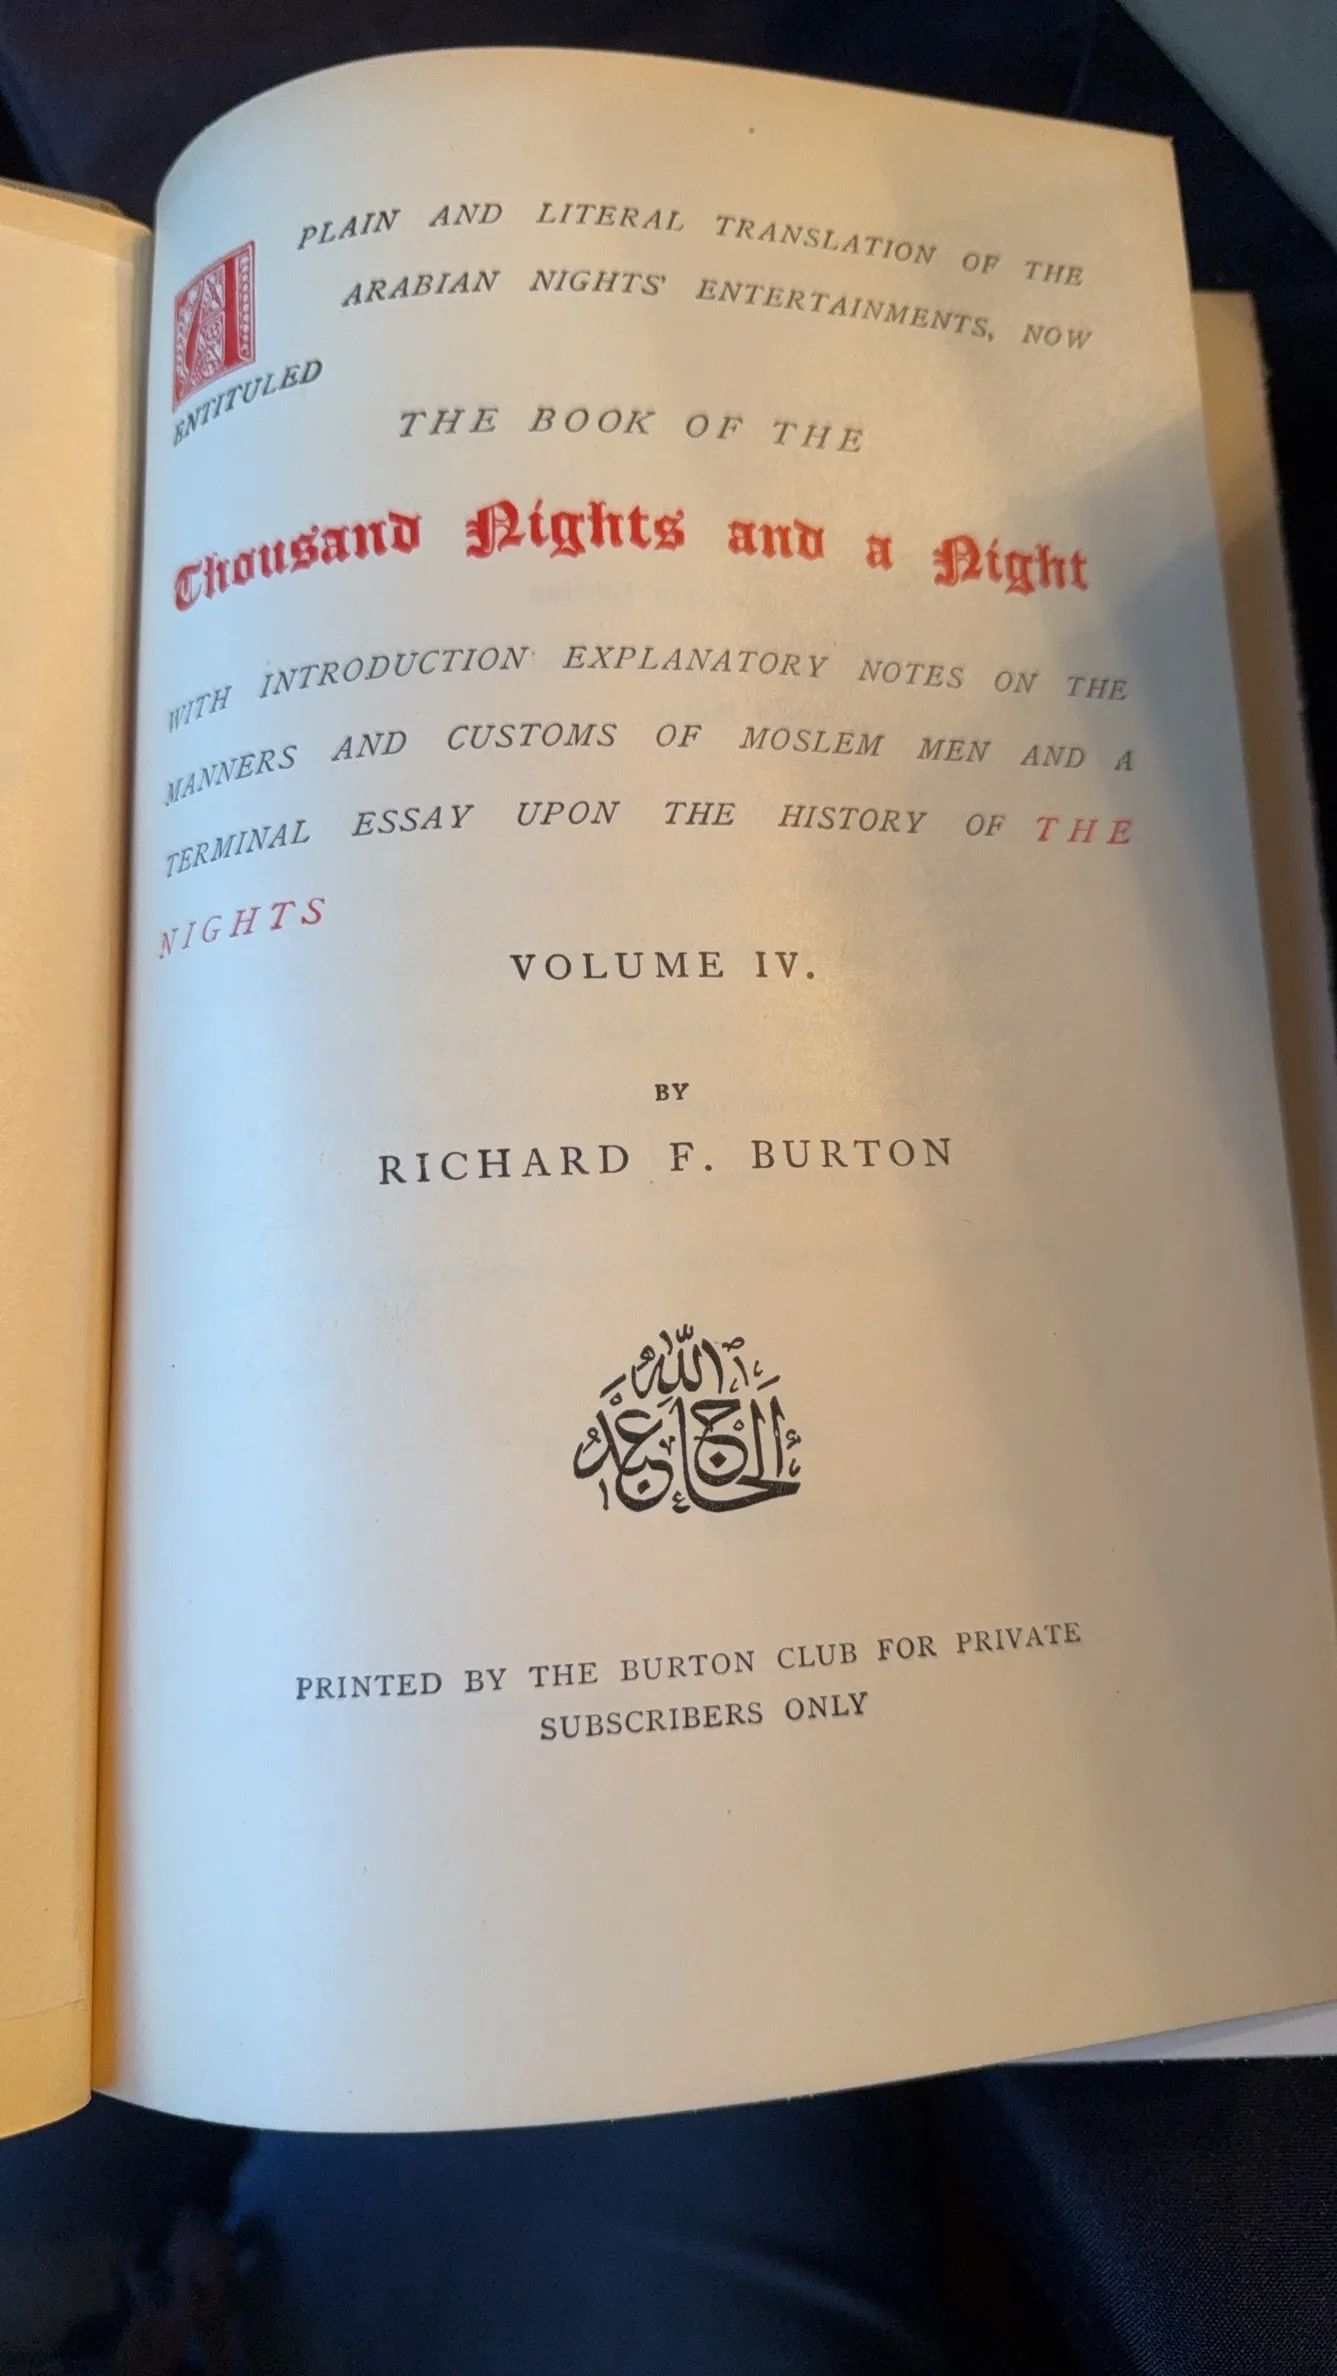 A PLAIN AND LITERAL TRANSLATION OF THE
ARABIAN NIGHTS' ENTERTAINMENTS, NOW
ENTITULED
THE BOOK OF THE
Thousand Nights and a Night
WITH INTRODUCTION EXPLANATORY NOTES ON THE
MANNERS AND CUSTOMS OF MOSLEM MEN AND A
TERMINAL ESSAY UPON THE HISTORY OF THE
NIGHTS
VOLUME IV.
BY
RICHARD F. BURTON
الله
الحاج عبد
PRINTED BY THE BURTON CLUB FOR PRIVATE
SUBSCRIBERS ONLY